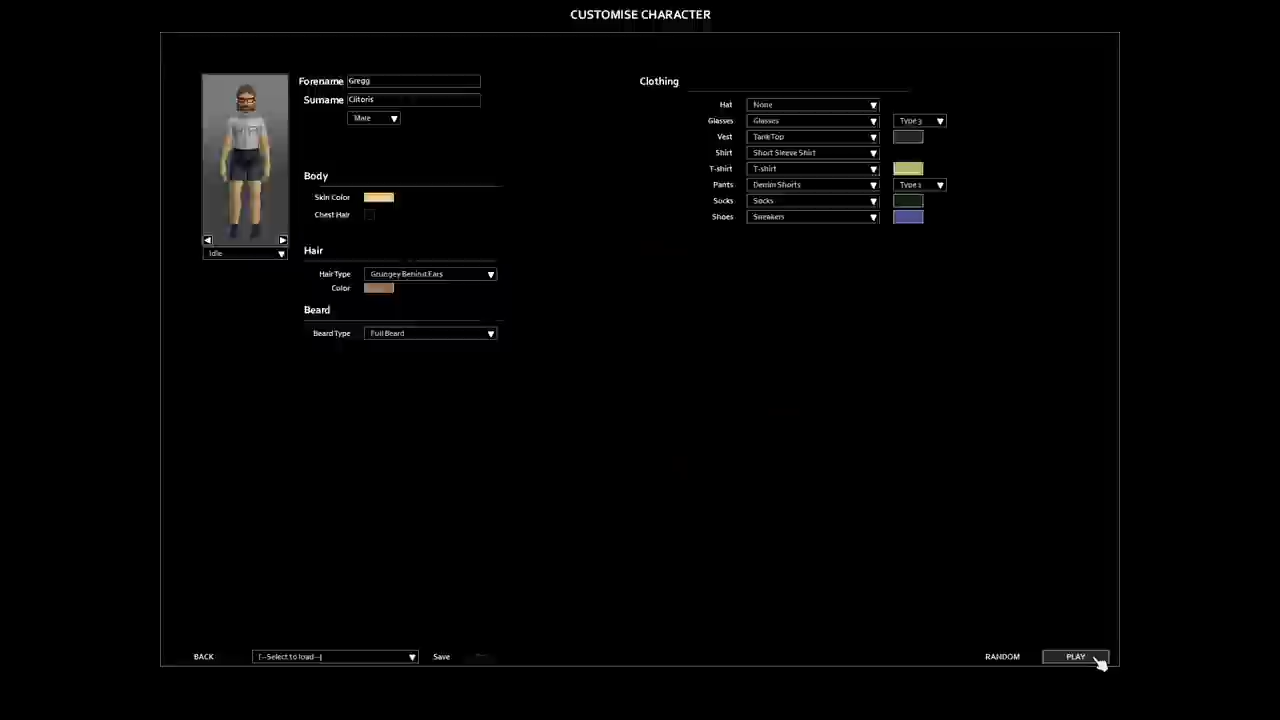 CUSTOMISE CHARACTER
Forename Gregg
Surname Clitoris
Male
Body
Skin Color
Chest Hair
Idle
Hair
Hair Type Grungey Behind Ears
Color
Beard
Beard Type Full Beard
Clothing
Hat None
Glasses Glasses Type 3
Vest Tank Top
Shirt Short Sleeve Shirt
T-shirt T-shirt
Pants Denim Shorts Type 1
Socks Socks
Shoes Sneakers
BACK [--Select to load--] Save RANDOM PLAY